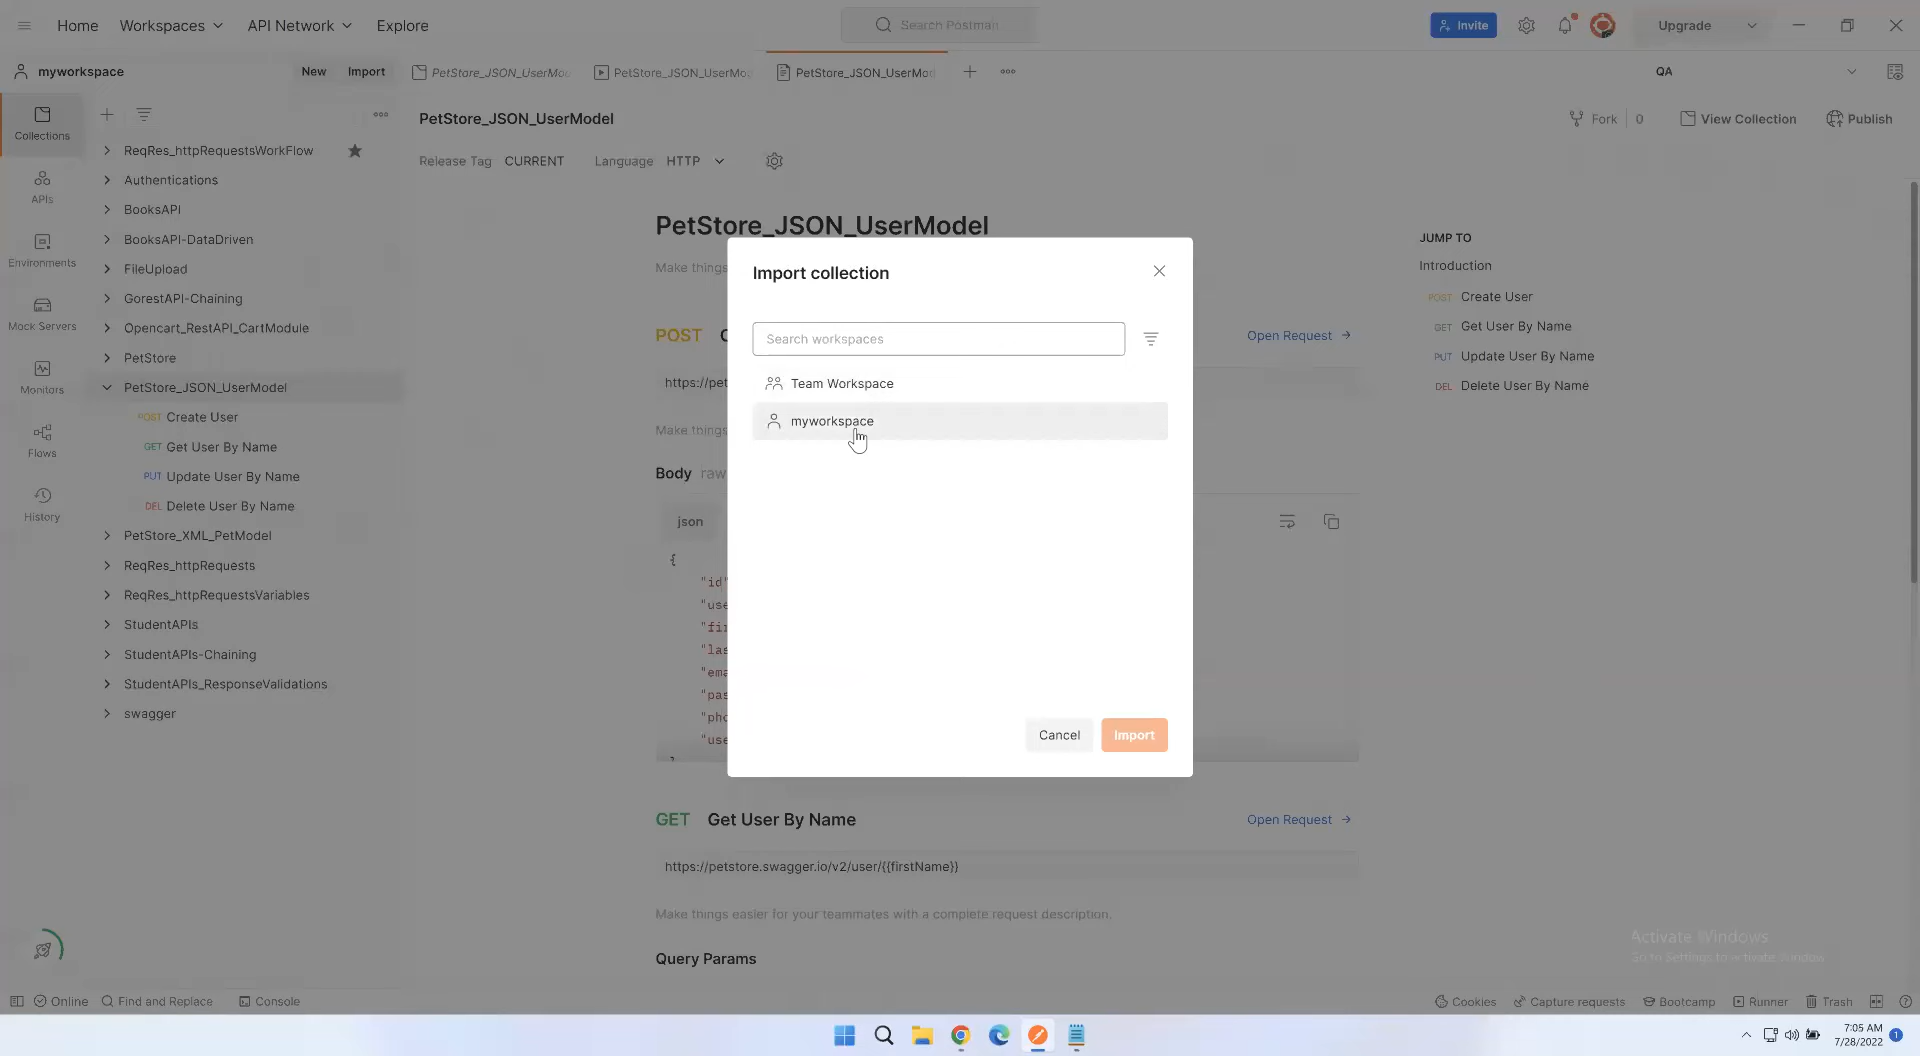 Home Workspaces API Network Explore Search Postman Invite Upgrade
myworkspace New Import PetStore_JSON_UserMo PetStore_JSON_UserMo PetStore_JSON_UserMo QA
Collections
APIs
Environments
Mock Servers
Monitors
Flows
History
ReqRes_httpRequestsWorkFlow
Authentications
BooksAPI
BooksAPI-DataDriven
FileUpload
GorestAPI-Chaining
Opencart_RestAPI_CartModule
PetStore
PetStore_JSON_UserModel
POST Create User
GET Get User By Name
PUT Update User By Name
DEL Delete User By Name
PetStore_XML_PetModel
ReqRes_httpRequests
ReqRes_httpRequestsVariables
StudentAPIs
StudentAPIs-Chaining
StudentAPIs_ResponseValidations
swagger
PetStore_JSON_UserModel Fork 0 View Collection Publish
Release Tag CURRENT Language HTTP
PetStore_JSON_UserModel
Make things
POST Open Request →
https://pet
Make things
Body raw
json
{
"id"
"use
"fir
"las
"ema
"pas
"pho
"use
Import collection
Search workspaces
Team Workspace
myworkspace
Cancel Import
GET Get User By Name Open Request →
https://petstore.swagger.io/v2/user/{{firstName}}
Make things easier for your teammates with a complete request description.
Query Params
JUMP TO
Introduction
POST Create User
GET Get User By Name
PUT Update User By Name
DEL Delete User By Name
Activate Windows
Go to Settings to activate Window
Online Find and Replace Console Cookies Capture requests Bootcamp Runner Trash
7:05 AM
7/28/2022 1